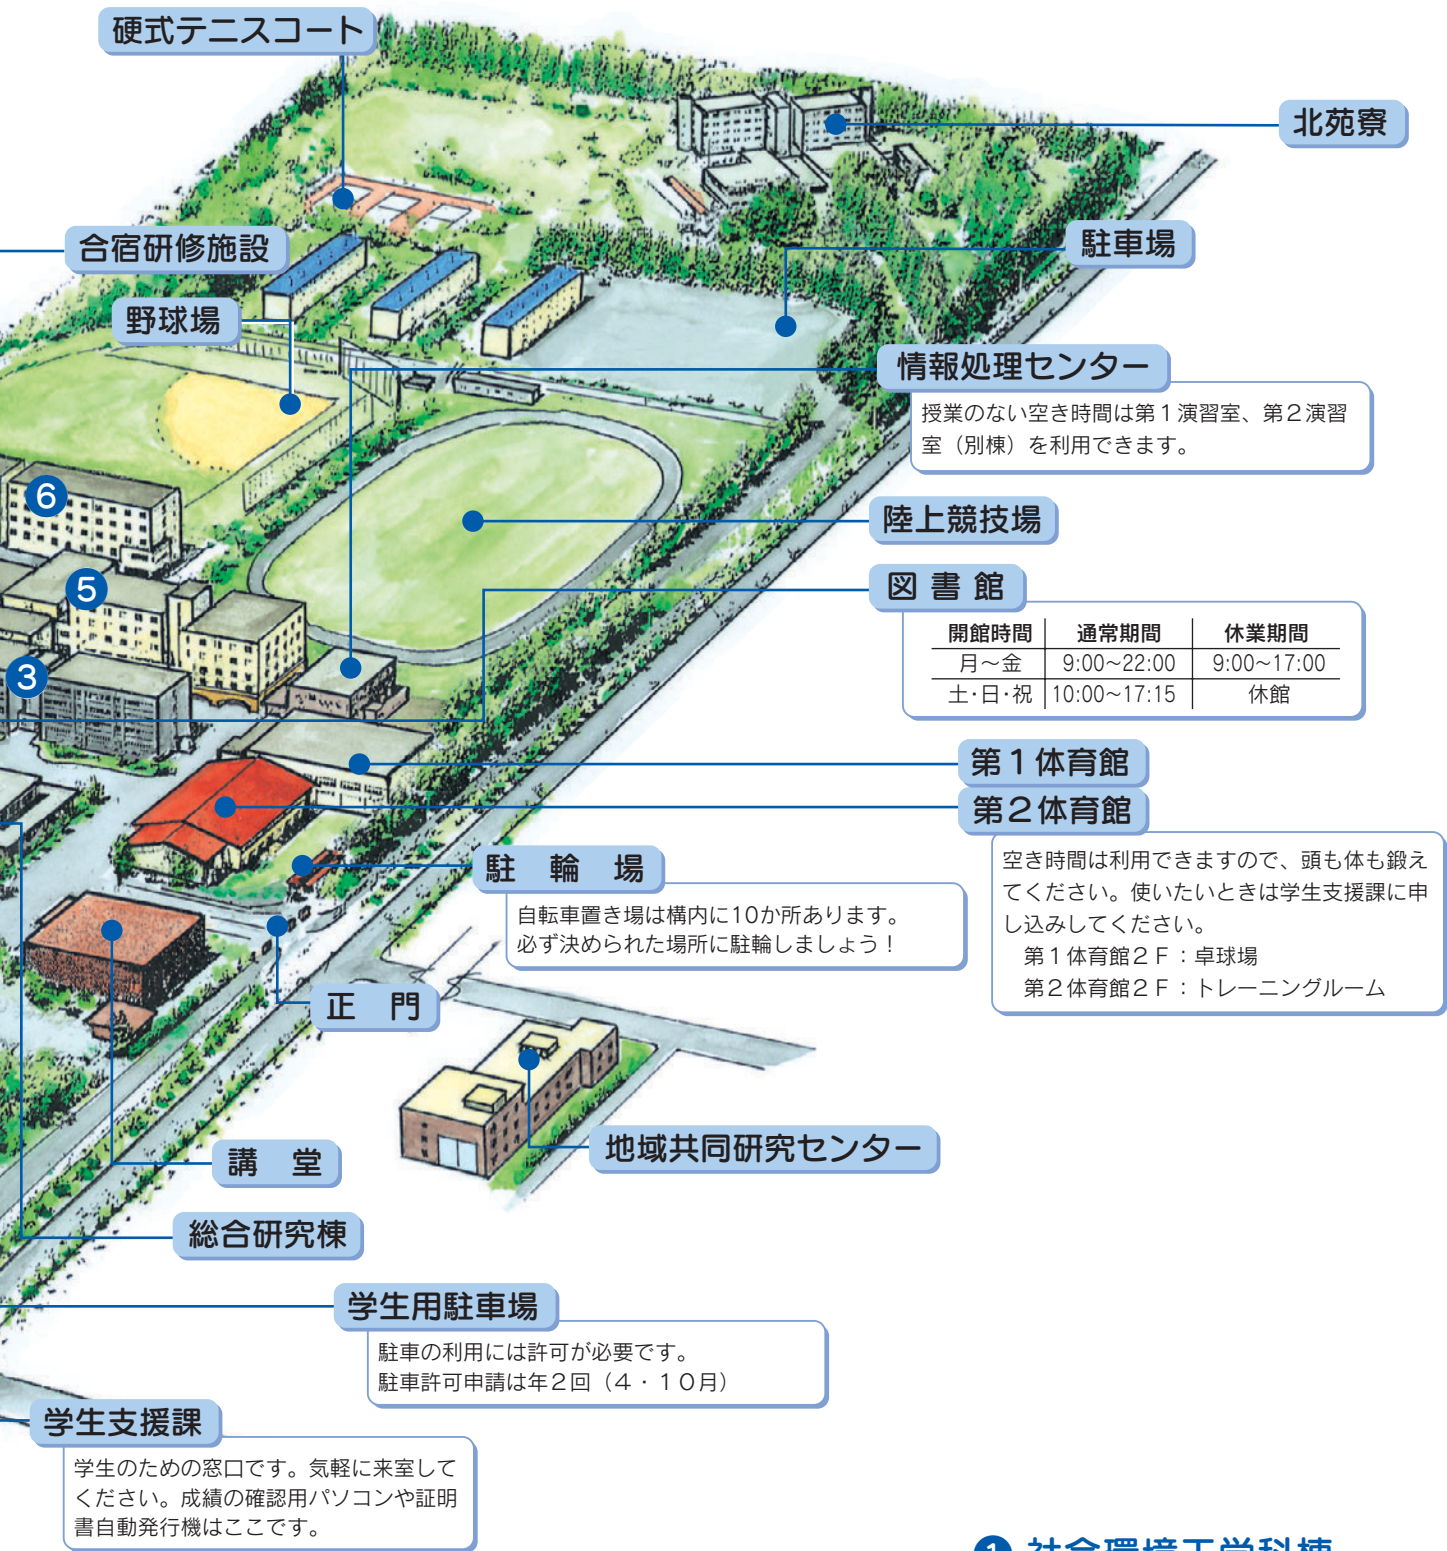 硬式テニスコート
北苑寮
合宿研修施設
駐車場
野球場
情報処理センター
授業のない空き時間は第1演習室、第2演習
室（別棟）を利用できます。
6
陸上競技場
5
図書館
開館時間 通常期間 休業期間
月～金 9:00~22:00 9:00~17:00
土・日・祝 10:00~17:15 休館
3
第1体育館
第2体育館
空き時間は利用できますので、頭も体も鍛え
てください。使いたいときは学生支援課に申
し込みしてください。
第1体育館2F：卓球場
第2体育館2F：トレーニングルーム
駐輪場
自転車置き場は構内に10か所あります。
必ず決められた場所に駐輪しましょう！
正門
地域共同研究センター
講堂
総合研究棟
学生用駐車場
駐車の利用には許可が必要です。
駐車許可申請は年2回（4・10月）
学生支援課
学生のための窓口です。気軽に来室して
ください。成績の確認用パソコンや証明
書自動発行機はここです。
1 社会環境工学科棟